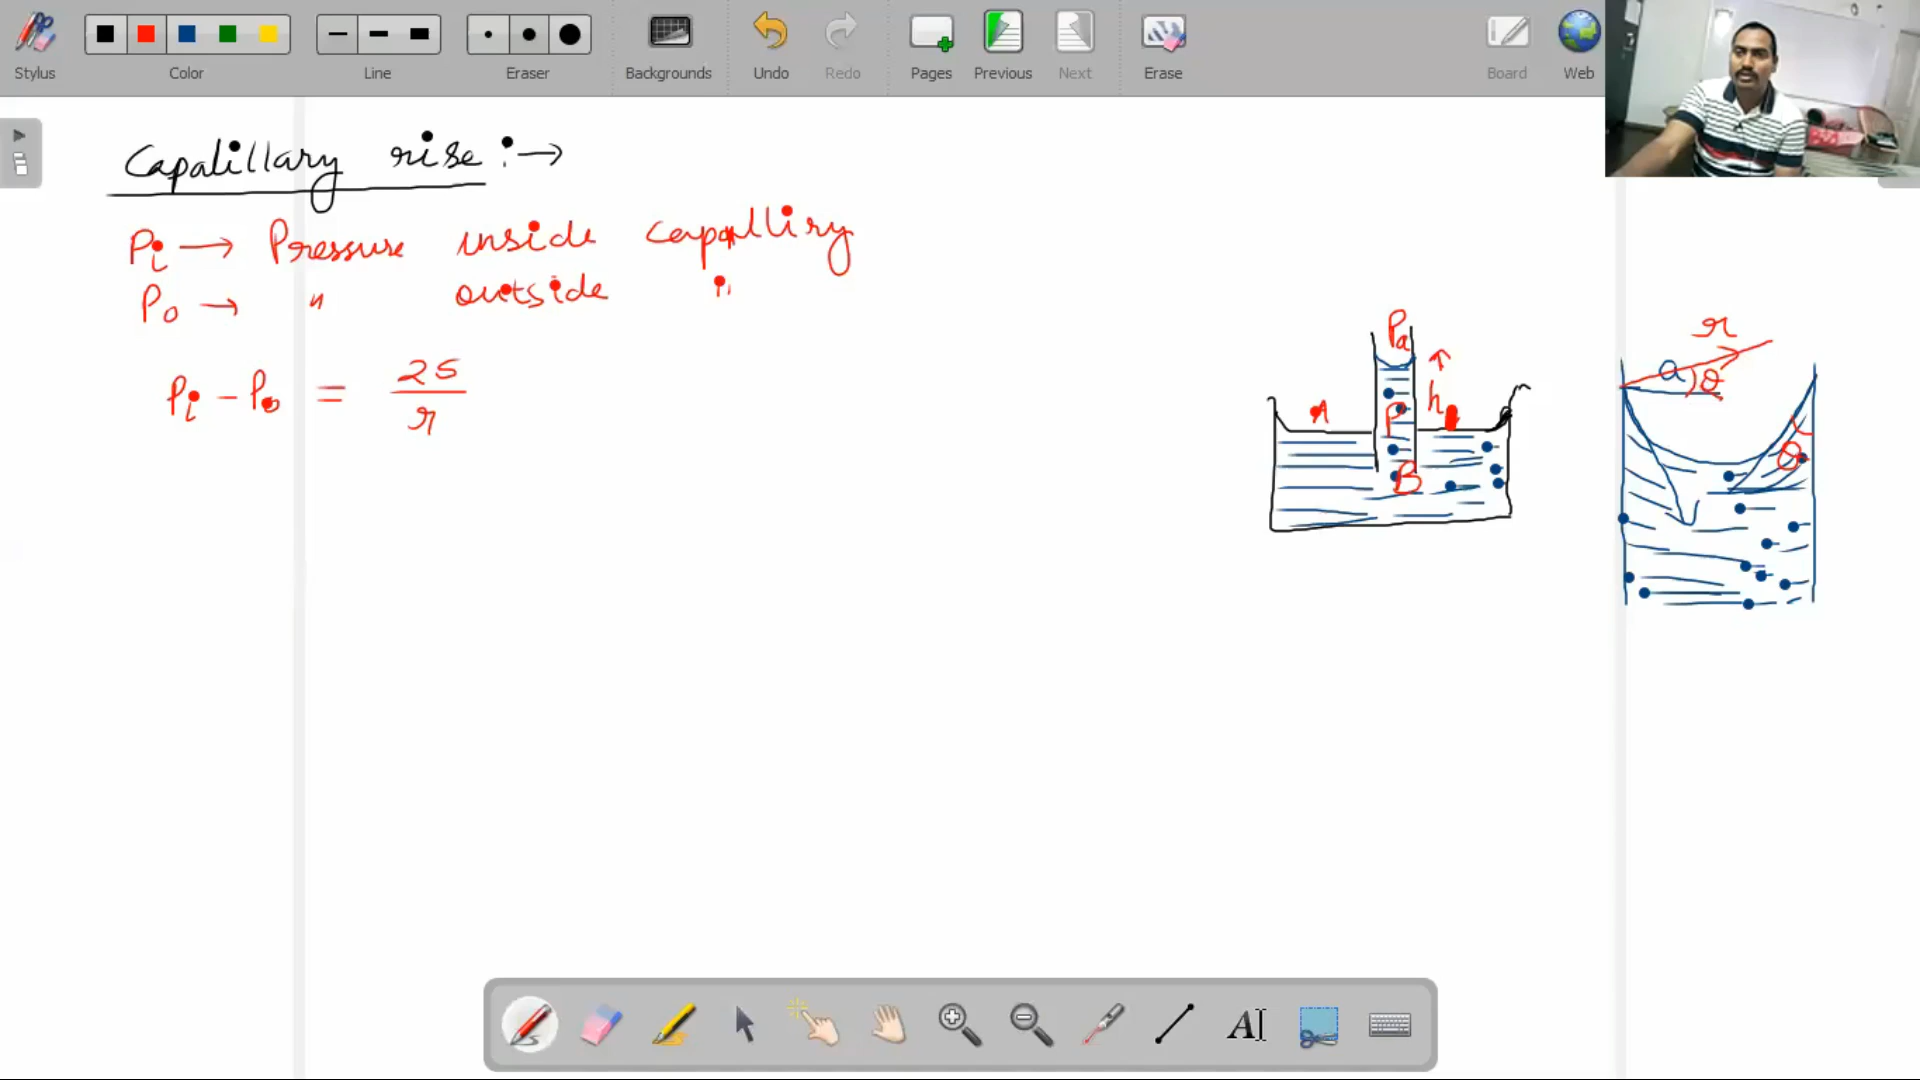 Stylus Color Line Eraser Backgrounds Undo Redo Pages Previous Next Erase Board Web
Capalillary rise :→
Pi → Pressure inside capalliry
Po → " outside "
Pi - Po = 2S/r
Pa
h
A
P
B
r
a
θ
θ
A